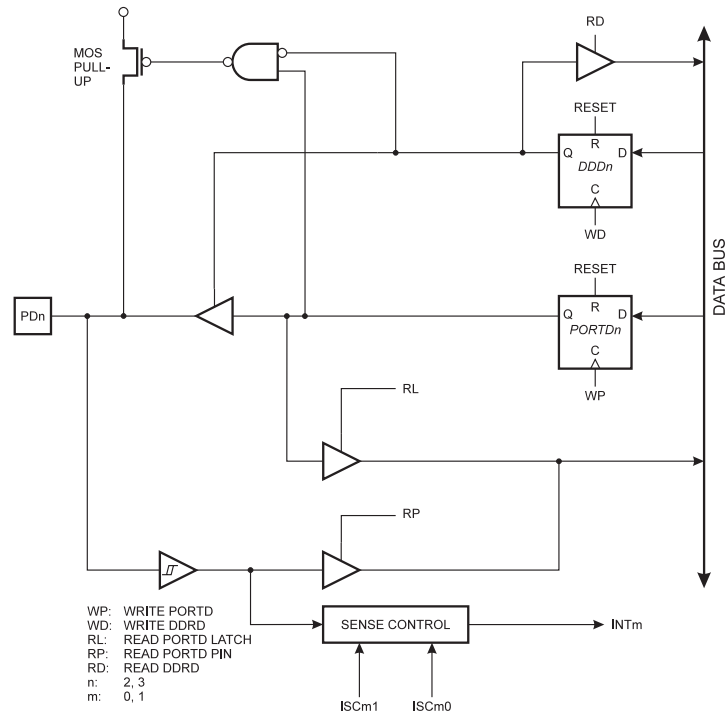 RD
MOS
PULL-
UP
RESET
R
Q
D
DDDn
C
WD
DATA BUS
RESET
PDn
R
Q
D
PORTDn
C
WP
RL
RP
WP: WRITE PORTD
WD: WRITE DDRD
RL: READ PORTD LATCH
RP: READ PORTD PIN
RD: READ DDRD
n: 2, 3
m: 0, 1
SENSE CONTROL
INTm
ISCm1
ISCm0